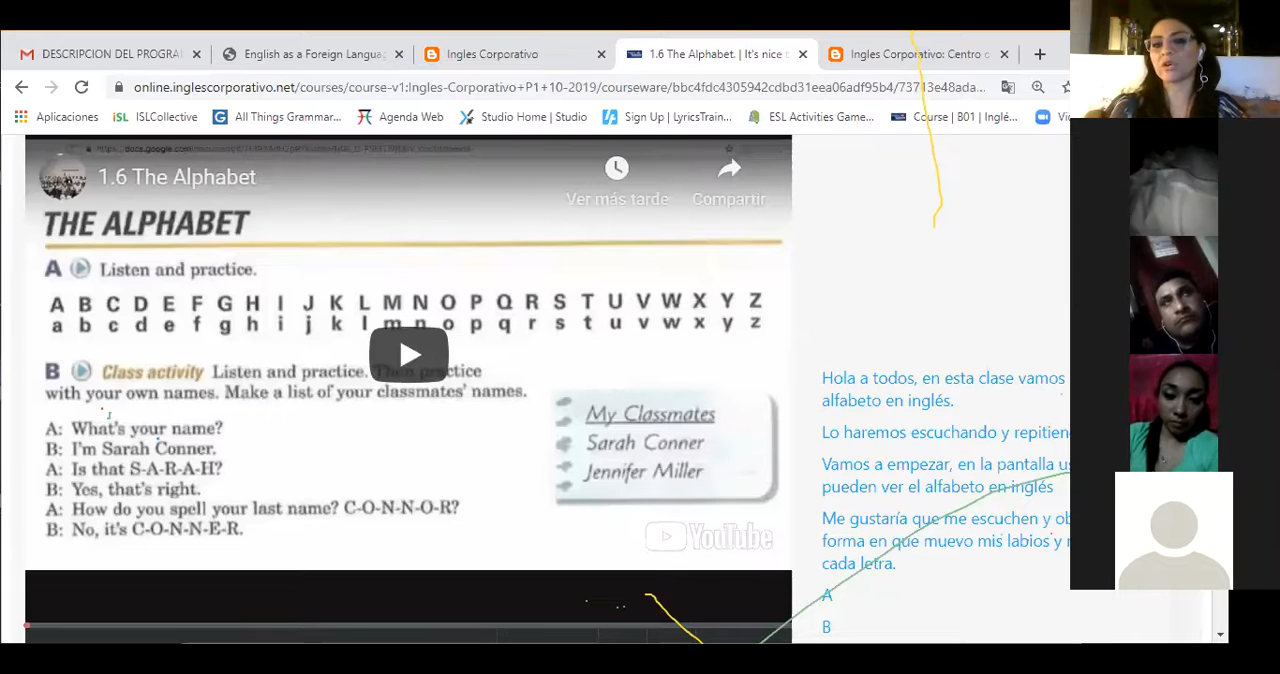 DESCRIPCION DEL PROGRA
English as a Foreign Langua
Ingles Corporativo
1.6 The Alphabet. | It's nice t
Ingles Corporativo: Centro
online.inglescorporativo.net/courses/course-v1:Ingles-Corporativo+P1+10-2019/courseware/bbc4fdc4305942cdbd31eea06adf95b4/73713e48ada...
Aplicaciones
iSL ISLCollective
All Things Grammar...
Agenda Web
Studio Home | Studio
Sign Up | LyricsTrain...
ESL Activities Game...
Course | B01 | Inglé...
1.6 The Alphabet
Ver más tarde
Compartir
THE ALPHABET
A Listen and practice.
A B C D E F G H I J K L M N O P Q R S T U V W X Y Z
a b c d e f g h i j k l m n o p q r s t u v w x y z
B Class activity Listen and practice. Then practice
with your own names. Make a list of your classmates' names.
A: What's your name?
B: I'm Sarah Conner.
A: Is that S-A-R-A-H?
B: Yes, that's right.
A: How do you spell your last name? C-O-N-N-O-R?
B: No, it's C-O-N-N-E-R.
My Classmates
Sarah Conner
Jennifer Miller
YouTube
Hola a todos, en esta clase vamos
alfabeto en inglés.
Lo haremos escuchando y repitien
Vamos a empezar, en la pantalla us
pueden ver el alfabeto en inglés
Me gustaría que me escuchen y ob
forma en que muevo mis labios y
cada letra.
A
B